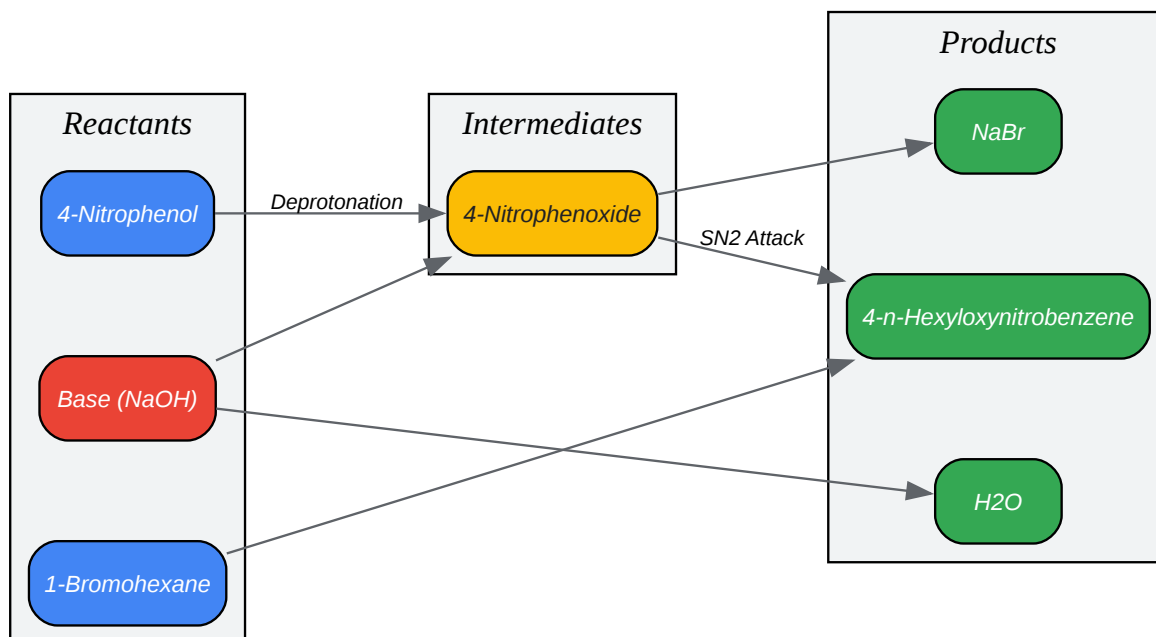 Reactants
4-Nitrophenol
Base (NaOH)
1-Bromohexane
Deprotonation
Intermediates
4-Nitrophenoxide
SN2 Attack
Products
NaBr
4-n-Hexyloxynitrobenzene
H2O